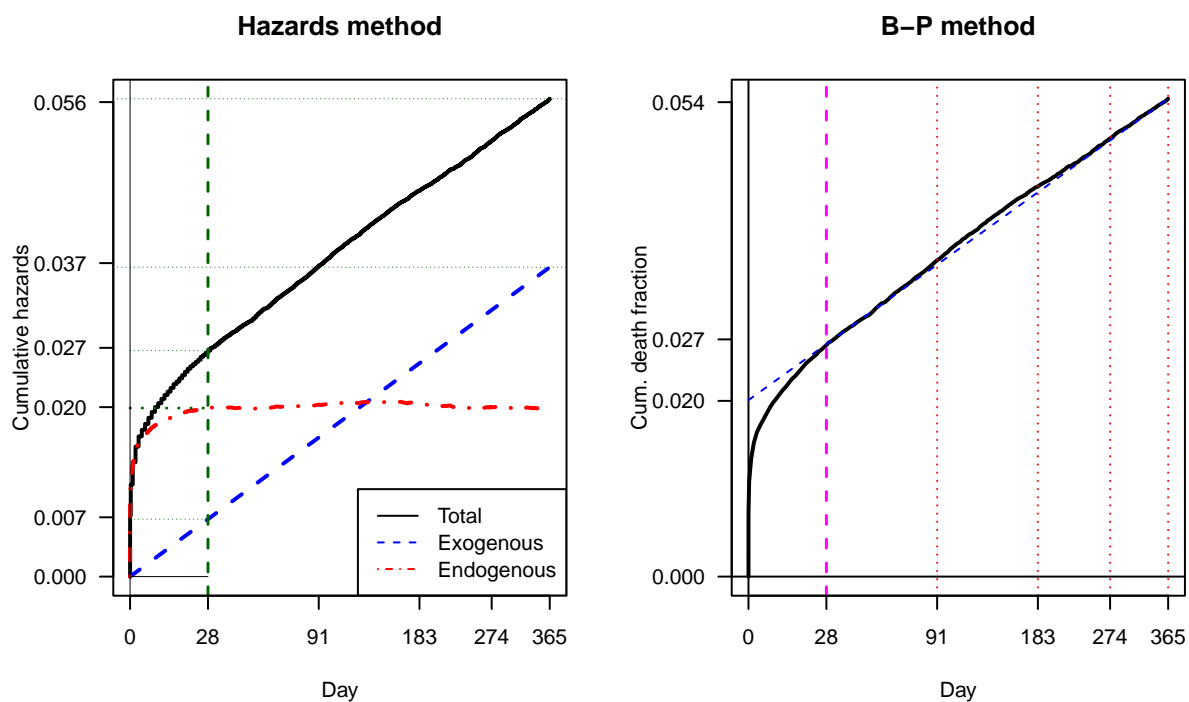 Hazards method
Cumulative hazards
0.056
0.037
0.027
0.020
0.007
0.000
Total
Exogenous
Endogenous
0 28 91 183 274 365
Day
B−P method
Cum. death fraction
0.054
0.027
0.020
0.000
0 28 91 183 274 365
Day